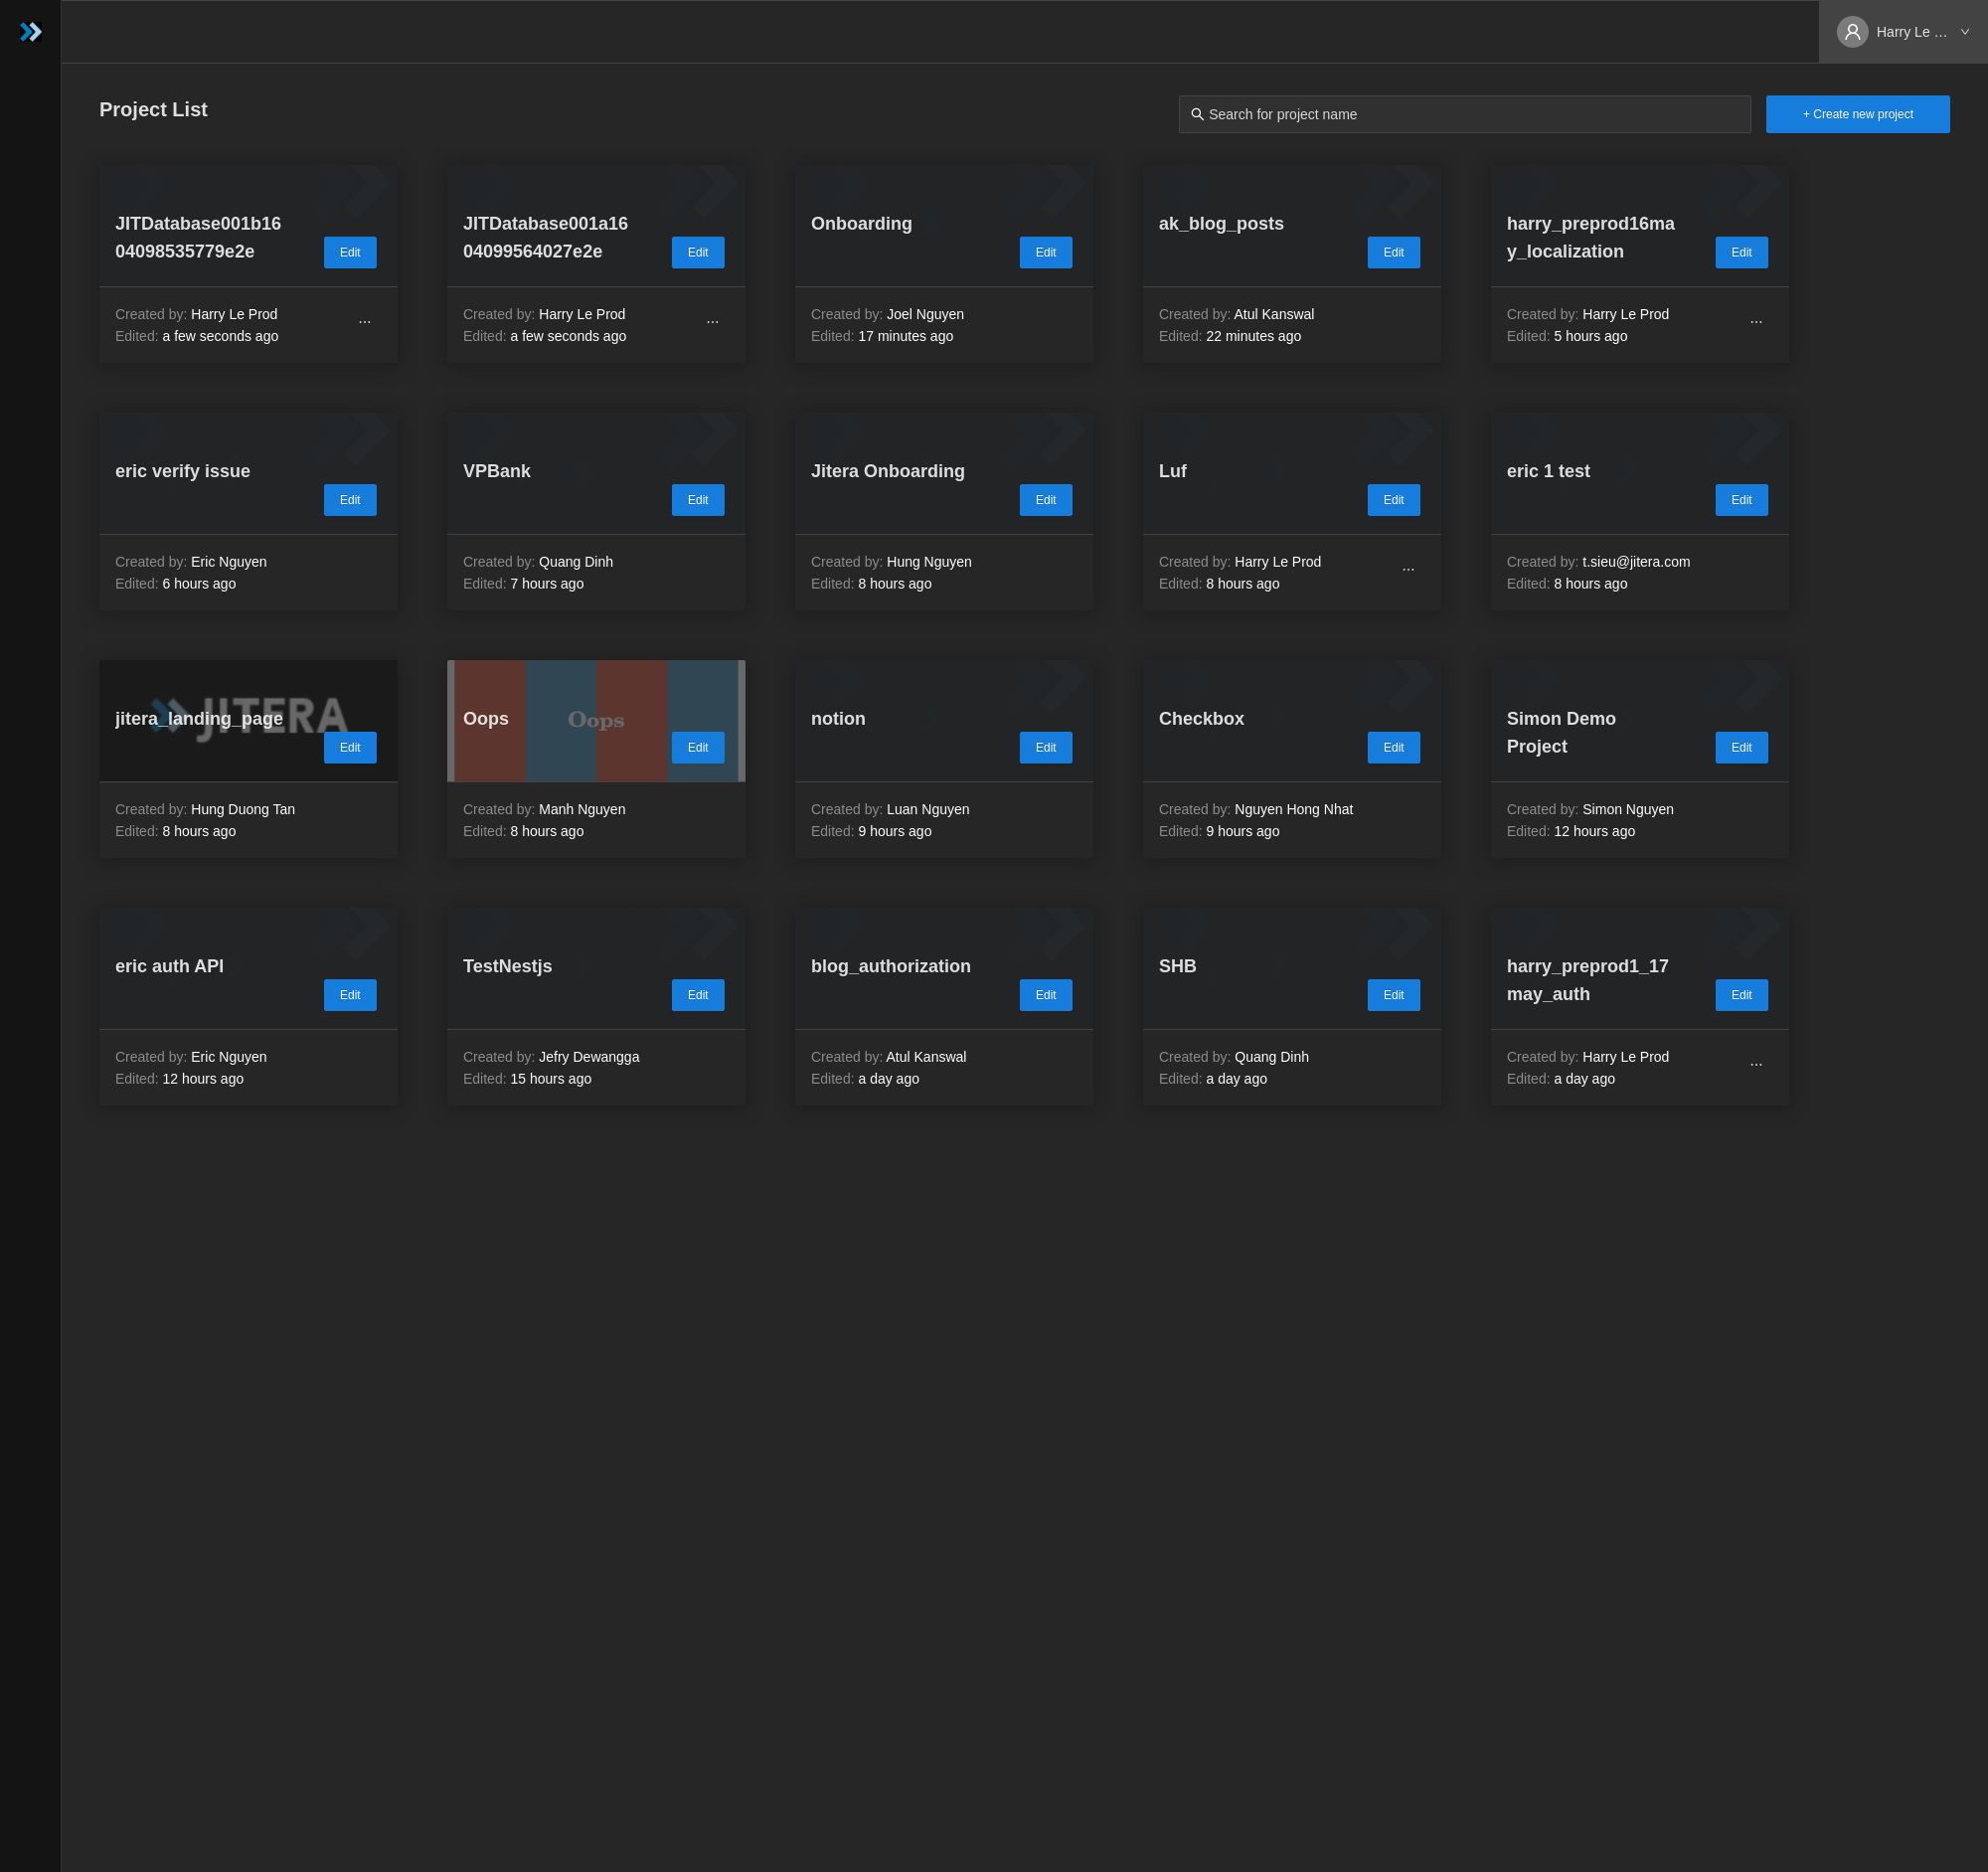 Harry Le ...
Project List
Search for project name
+ Create new project
JITDatabase001b16
04098535779e2e
Edit
Created by: Harry Le Prod
Edited: a few seconds ago
...
JITDatabase001a16
04099564027e2e
Edit
Created by: Harry Le Prod
Edited: a few seconds ago
...
Onboarding
Edit
Created by: Joel Nguyen
Edited: 17 minutes ago
ak_blog_posts
Edit
Created by: Atul Kanswal
Edited: 22 minutes ago
harry_preprod16ma
y_localization
Edit
Created by: Harry Le Prod
Edited: 5 hours ago
...
eric verify issue
Edit
Created by: Eric Nguyen
Edited: 6 hours ago
VPBank
Edit
Created by: Quang Dinh
Edited: 7 hours ago
Jitera Onboarding
Edit
Created by: Hung Nguyen
Edited: 8 hours ago
Luf
Edit
Created by: Harry Le Prod
Edited: 8 hours ago
...
eric 1 test
Edit
Created by: t.sieu@jitera.com
Edited: 8 hours ago
jitera_landing_page
JITERA
Edit
Created by: Hung Duong Tan
Edited: 8 hours ago
Oops
Oops
Edit
Created by: Manh Nguyen
Edited: 8 hours ago
notion
Edit
Created by: Luan Nguyen
Edited: 9 hours ago
Checkbox
Edit
Created by: Nguyen Hong Nhat
Edited: 9 hours ago
Simon Demo
Project
Edit
Created by: Simon Nguyen
Edited: 12 hours ago
eric auth API
Edit
Created by: Eric Nguyen
Edited: 12 hours ago
TestNestjs
Edit
Created by: Jefry Dewangga
Edited: 15 hours ago
blog_authorization
Edit
Created by: Atul Kanswal
Edited: a day ago
SHB
Edit
Created by: Quang Dinh
Edited: a day ago
harry_preprod1_17
may_auth
Edit
Created by: Harry Le Prod
Edited: a day ago
...